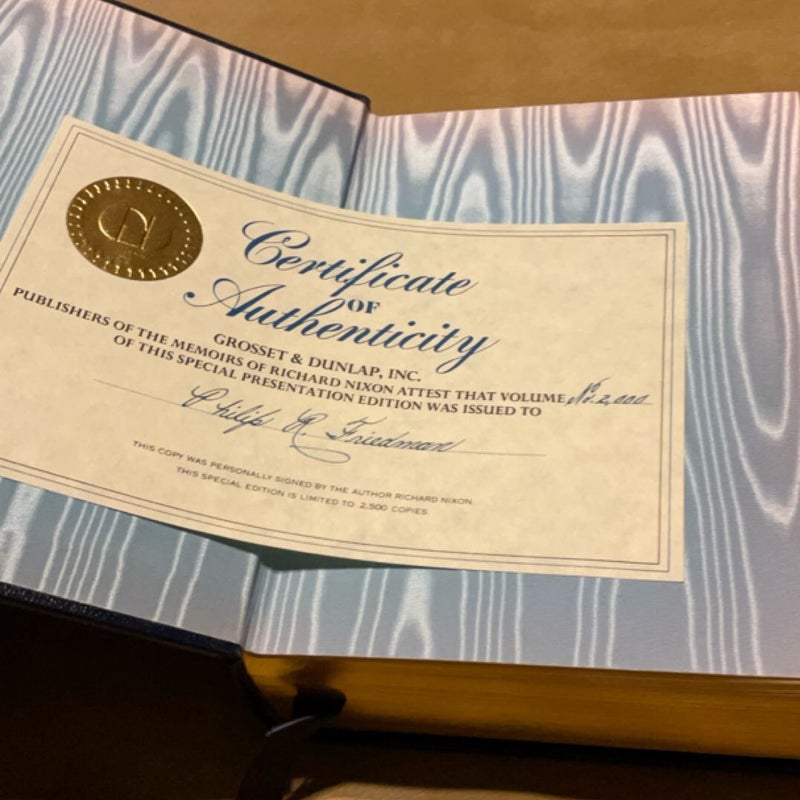 Certificate
OF
Authenticity
GROSSET & DUNLAP, INC.
PUBLISHERS OF THE MEMOIRS OF RICHARD NIXON ATTEST THAT VOLUME No. 2,000
OF THIS SPECIAL PRESENTATION EDITION WAS ISSUED TO
Philip R. Friedman
THIS COPY WAS PERSONALLY SIGNED BY THE AUTHOR RICHARD NIXON.
THIS SPECIAL EDITION IS LIMITED TO 2,500 COPIES.